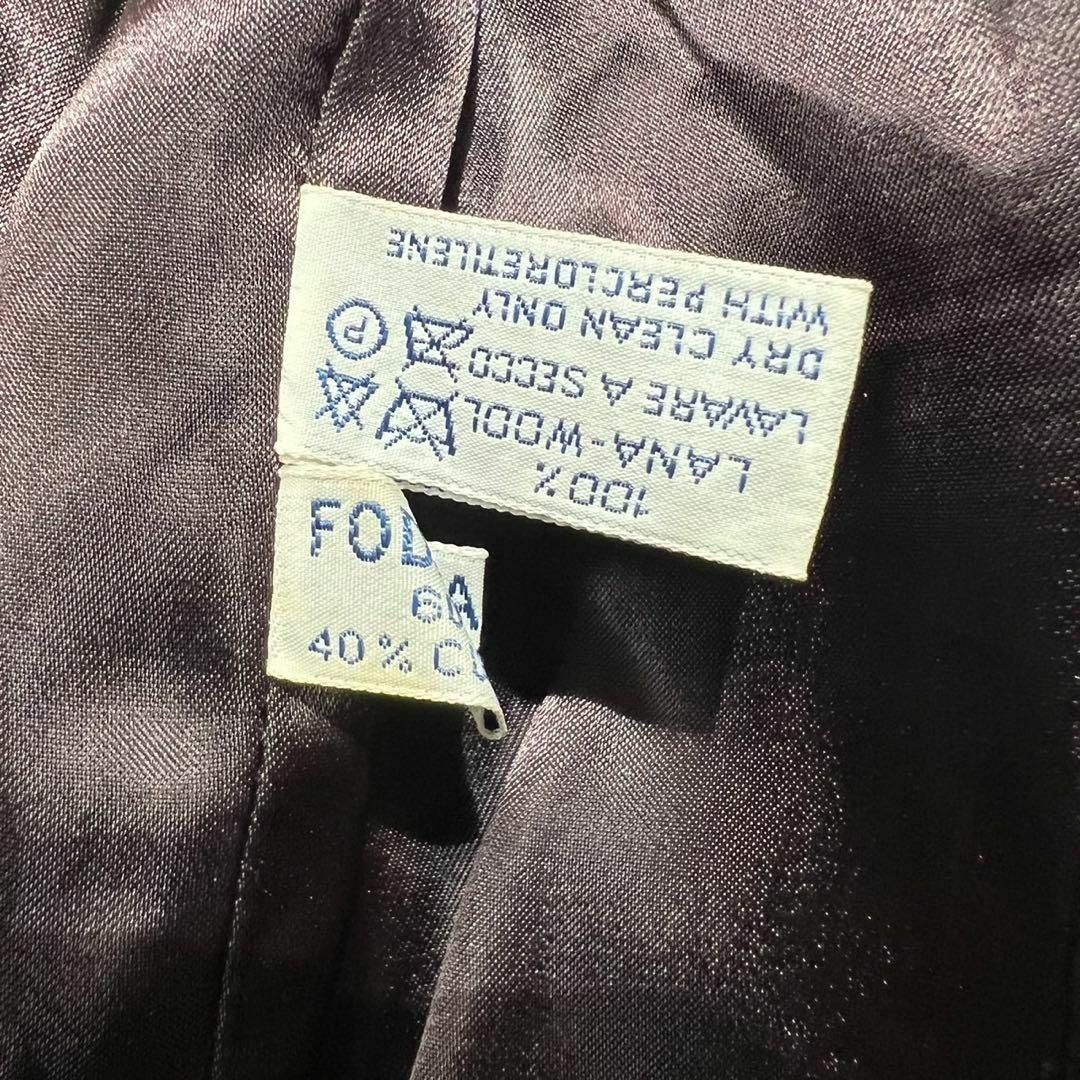 100%
LANA-WOOL
LAVARE A SECCO
DRY CLEAN ONLY
WITH PERCLORETILENE
P
40%